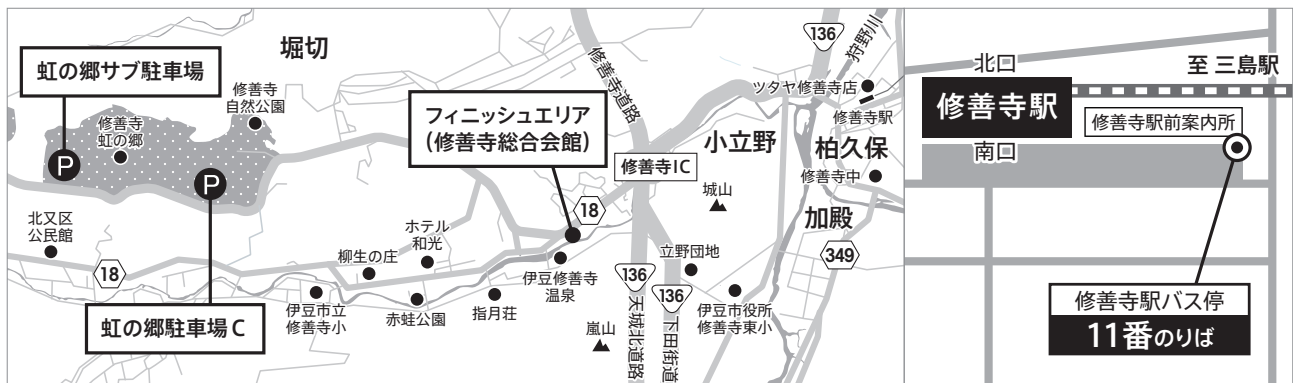 堀切
虹の郷サブ駐車場
修善寺
自然公園
修善寺
虹の郷
P
P
北又区
公民館
18
虹の郷駐車場C
フィニッシュエリア
（修善寺総合会館）
柳生の庄
ホテル
和光
伊豆市立
修善寺小
赤蛙公園
指月荘
伊豆修善寺
温泉
18
修善寺道路
修善寺IC
136
狩野川
ツタヤ修善寺店
修善寺駅
小立野
柏久保
修善寺中
城山
加殿
349
立野団地
136
136
天城北道路
下田街道
嵐山
伊豆市役所
修善寺東小
北口
至 三島駅
修善寺駅
修善寺駅前案内所
南口
修善寺駅バス停
11番のりば